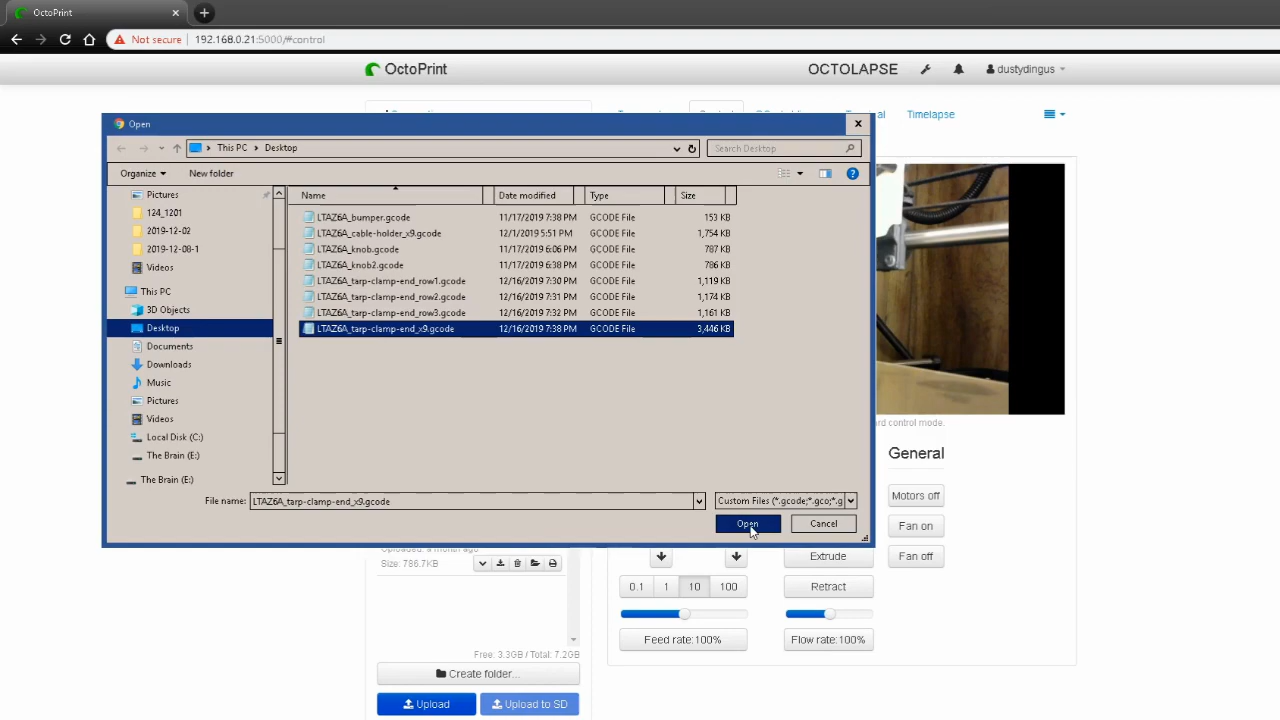 OctoPrint
Not secure 192.168.0.21:5000/#control
OctoPrint OCTOLAPSE dustydingus
Timelapse
Open
This PC Desktop Search Desktop
Organize New folder
Name Date modified Type Size
Pictures
124_1201
2019-12-02
2019-12-08-1
Videos
This PC
3D Objects
Desktop
Documents
Downloads
Music
Pictures
Videos
Local Disk (C:)
The Brain (E:)
The Brain (E:)
LTAZ6A_bumper.gcode 11/17/2019 7:38 PM GCODE File 153 KB
LTAZ6A_cable-holder_x9.gcode 12/1/2019 5:51 PM GCODE File 1,754 KB
LTAZ6A_knob.gcode 11/17/2019 6:06 PM GCODE File 787 KB
LTAZ6A_knob2.gcode 11/17/2019 6:38 PM GCODE File 786 KB
LTAZ6A_tarp-clamp-end_row1.gcode 12/16/2019 7:30 PM GCODE File 1,119 KB
LTAZ6A_tarp-clamp-end_row2.gcode 12/16/2019 7:31 PM GCODE File 1,174 KB
LTAZ6A_tarp-clamp-end_row3.gcode 12/16/2019 7:32 PM GCODE File 1,161 KB
LTAZ6A_tarp-clamp-end_x9.gcode 12/16/2019 7:38 PM GCODE File 3,446 KB
File name: LTAZ6A_tarp-clamp-end_x9.gcode Custom Files (*.gcode;*.gco;*.g
Open Cancel
control mode.
General
Motors off
Fan on
Fan off
Uploaded: a month ago
Size: 786.7KB
Extrude
0.1 1 10 100 Retract
Feed rate:100% Flow rate:100%
Free: 3.3GB / Total: 7.2GB
Create folder...
Upload Upload to SD